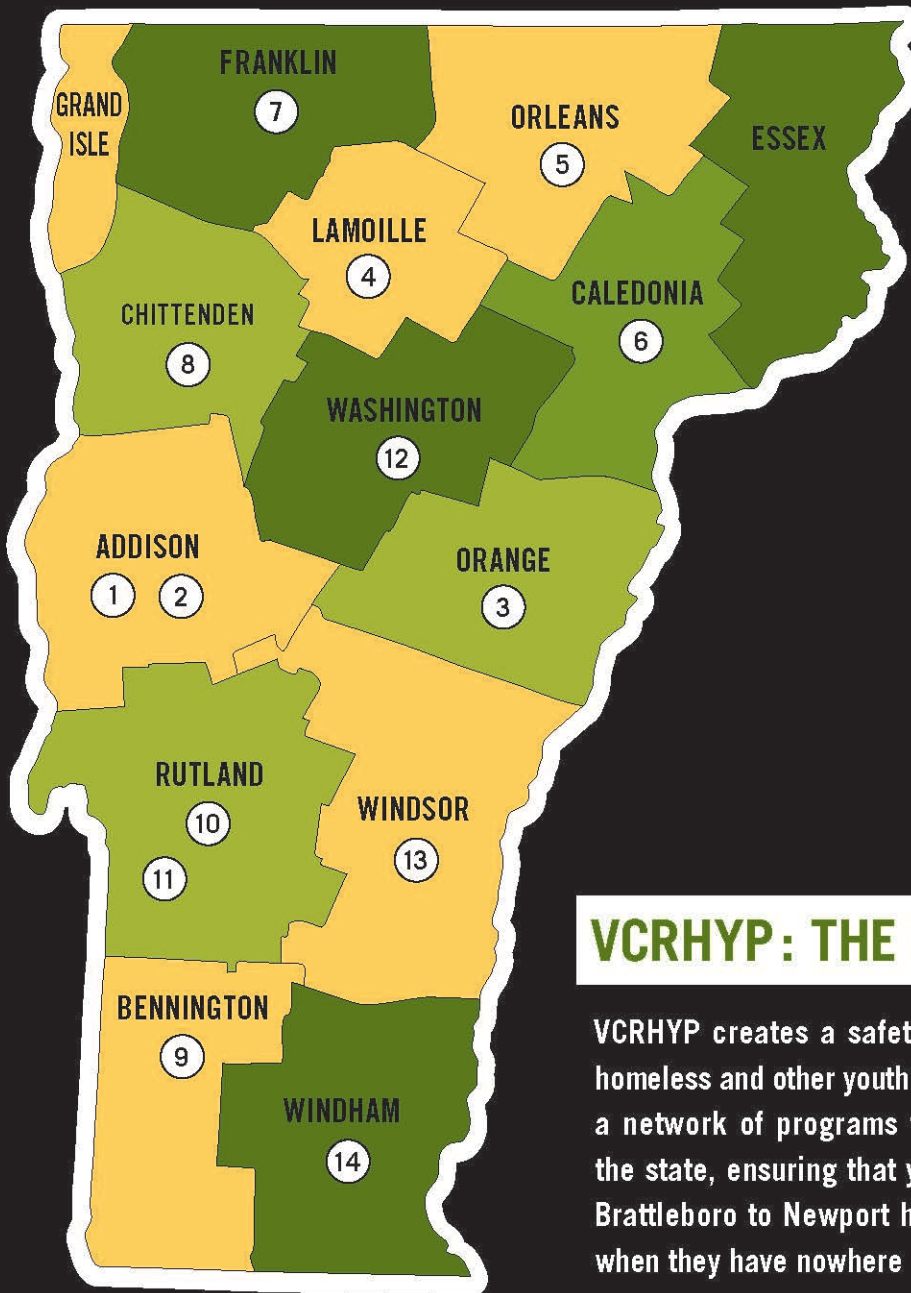 FRANKLIN
7
GRAND
ISLE
ORLEANS
5
ESSEX
LAMOILLE
4
CALEDONIA
6
CHITTENDEN
8
WASHINGTON
12
ADDISON
1 2
ORANGE
3
RUTLAND
10
11
WINDSOR
13
BENNINGTON
9
WINDHAM
14
VCRHYP: THE
VCRHYP creates a safet
homeless and other youth
a network of programs
the state, ensuring that y
Brattleboro to Newport h
when they have nowhere